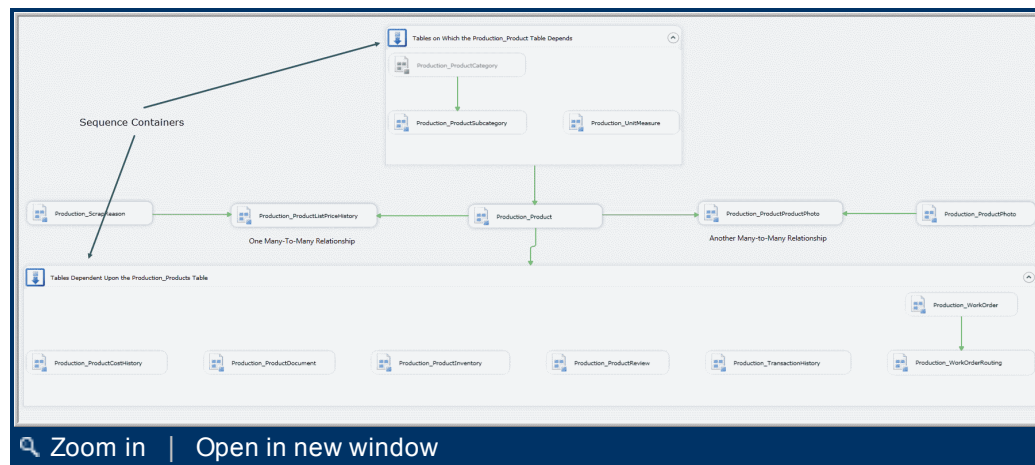 Tables on Which the Production_Product Table Depends
Production_ProductCategory
Sequence Containers
Production_ProductSubcategory
Production_UnitMeasure
Production_ScrapReason
Production_ProductListPriceHistory
Production_Product
Production_ProductProductPhoto
Production_ProductPhoto
One Many-To-Many Relationship
Another Many-to-Many Relationship
Tables Dependent Upon the Production_Products Table
Production_WorkOrder
Production_ProductCostHistory
Production_ProductDocument
Production_ProductInventory
Production_ProductReview
Production_TransactionHistory
Production_WorkOrderRouting
Zoom in | Open in new window